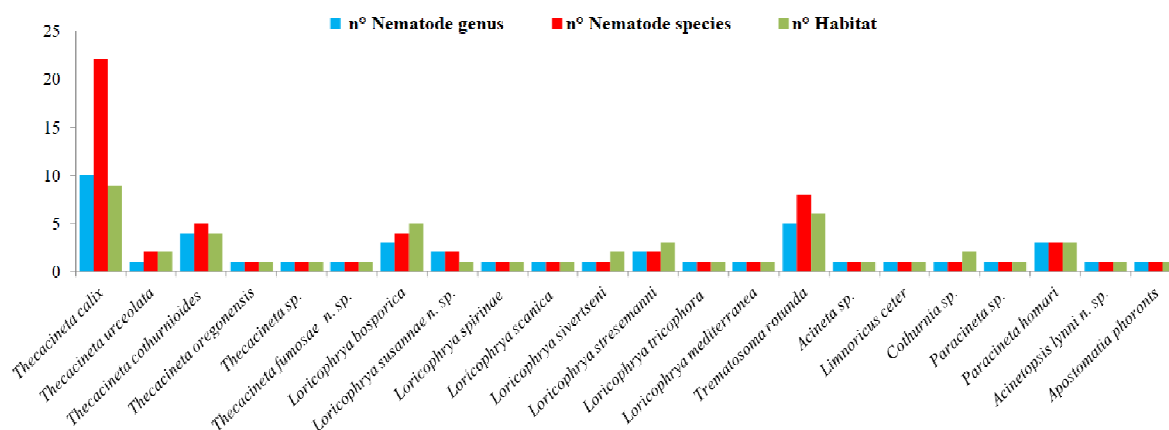 n° Nematode genus
n° Nematode species
n° Habitat
25
20
15
10
5
0
Thecacineta calix
Thecacineta urceolata
Thecacineta cothurnioides
Thecacineta oregonensis
Thecacineta sp.
Thecacineta fumosae n. sp.
Loricophrya bosporica
Loricophrya susannae n. sp.
Loricophrya spirinae
Loricophrya scanica
Loricophrya sivertseni
Loricophrya stresemanni
Loricophrya tricophora
Loricophrya mediterranea
Trematosoma rotunda
Acineta sp.
Limnoricus ceter
Cothurnia sp.
Paracineta sp.
Paracineta homari
Acinetopsis lynni n. sp.
Apostomatia phoronts